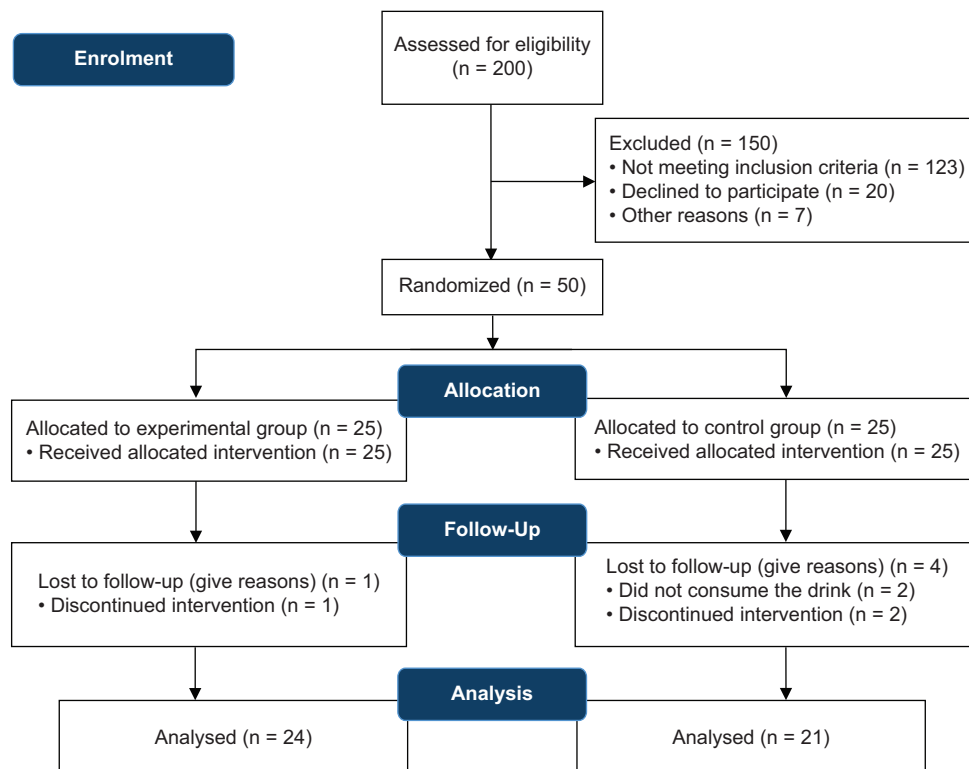 Enrolment
Assessed for eligibility
(n = 200)
Excluded (n = 150)
• Not meeting inclusion criteria (n = 123)
• Declined to participate (n = 20)
• Other reasons (n = 7)
Randomized (n = 50)
Allocation
Allocated to experimental group (n = 25)
• Received allocated intervention (n = 25)
Allocated to control group (n = 25)
• Received allocated intervention (n = 25)
Follow-Up
Lost to follow-up (give reasons) (n = 1)
• Discontinued intervention (n = 1)
Lost to follow-up (give reasons) (n = 4)
• Did not consume the drink (n = 2)
• Discontinued intervention (n = 2)
Analysis
Analysed (n = 24)
Analysed (n = 21)